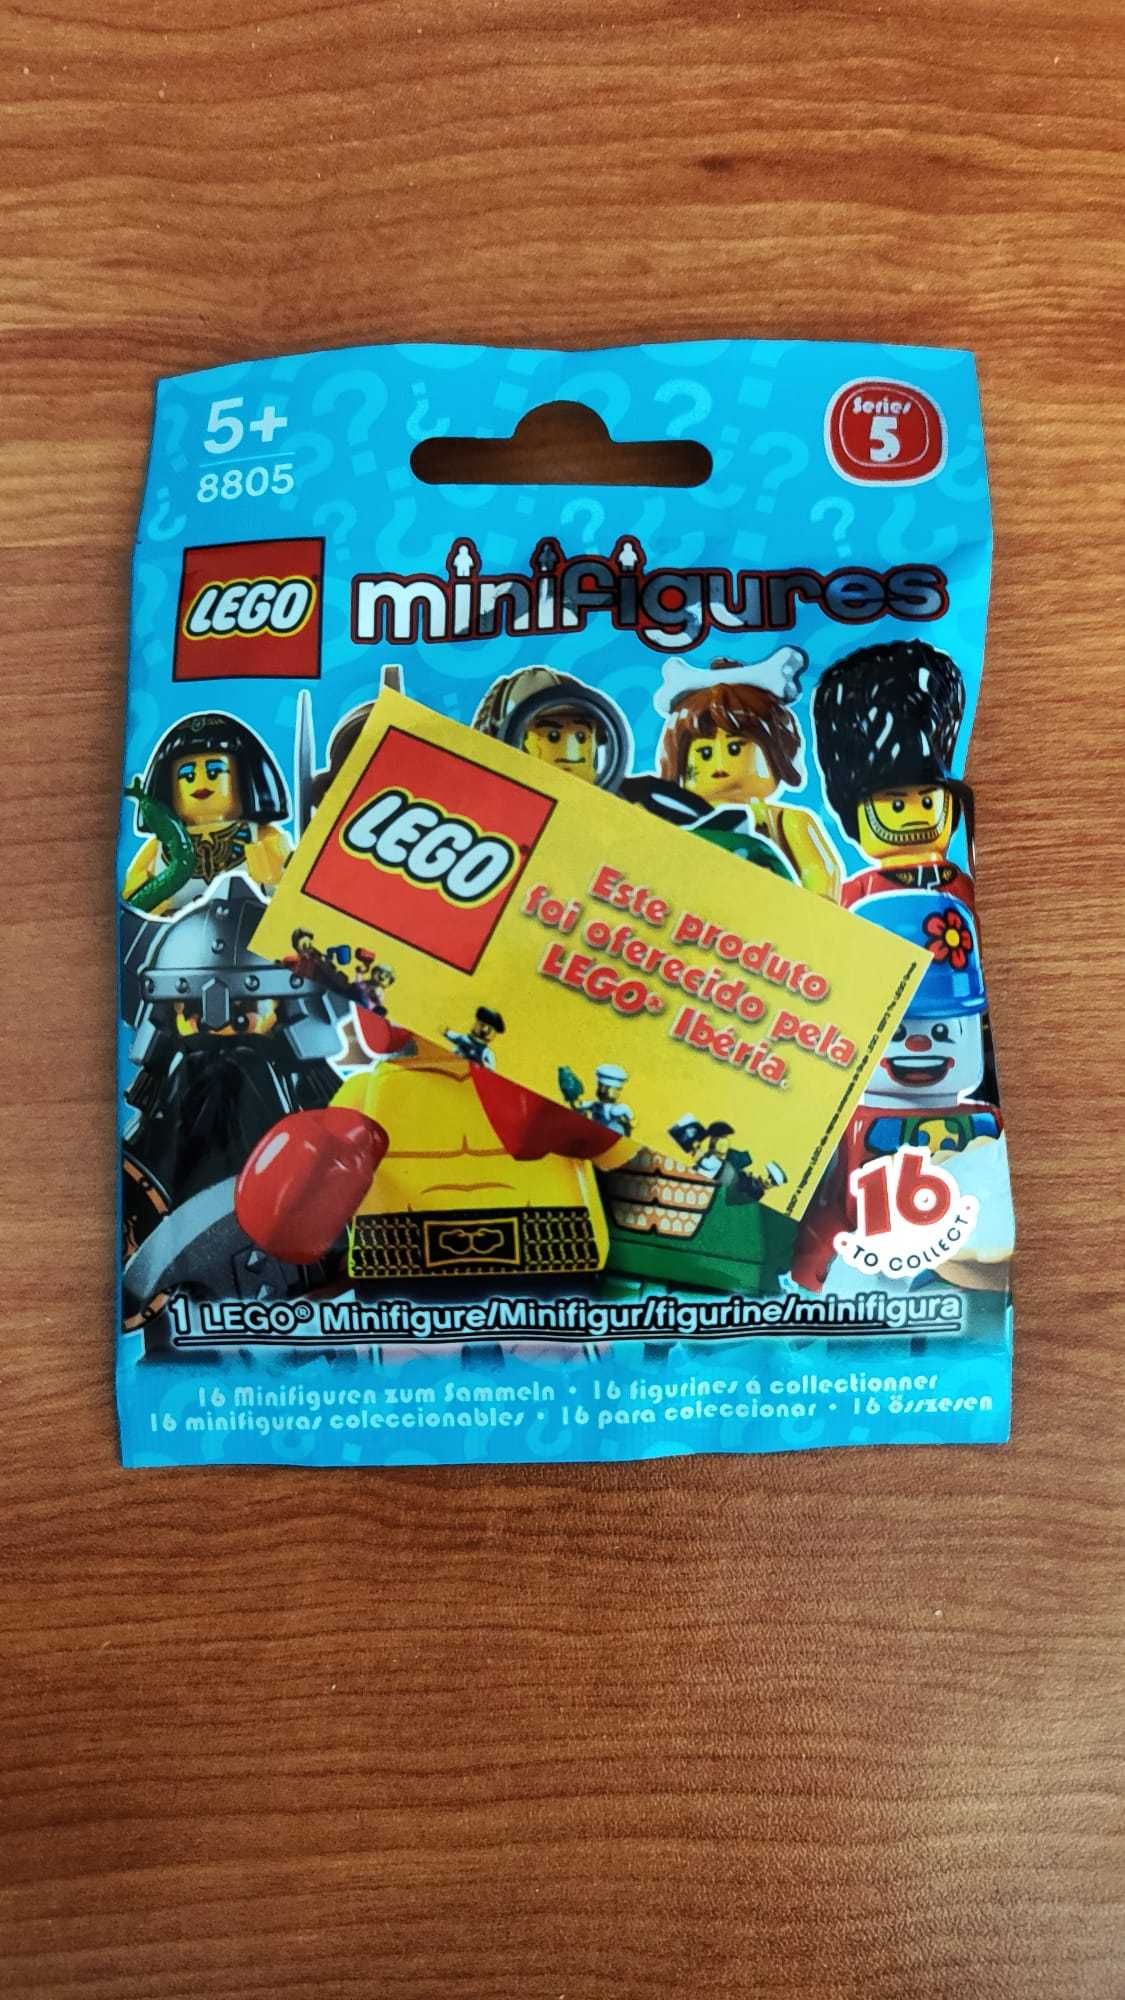 5+
8805
Series
5
LEGO
minifigures
LEGO
Este produto
foi oferecido pela
LEGO® Ibéria.
16
TO COLLECT
1 LEGO® Minifigure/Minifigur/figurine/minifigura
16 Minifiguren zum Sammeln • 16 figurines à collectionner
16 minifiguras coleccionables • 16 para coleccionar • 16 összesen